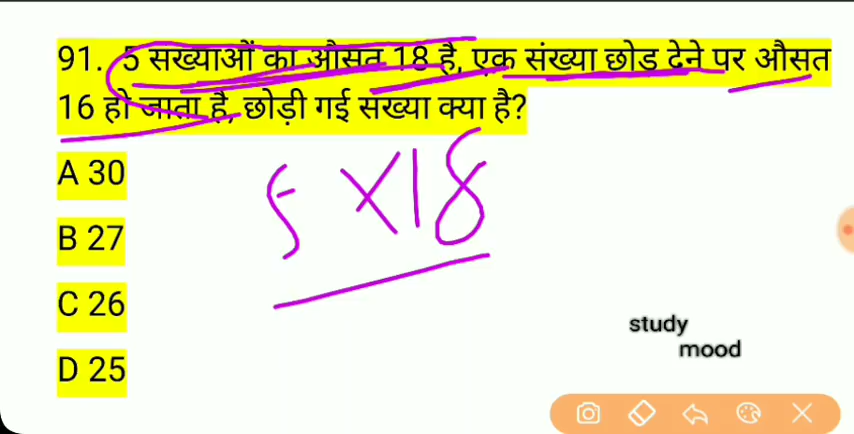 91. 5 सख्याओं का औसत 18 है, एक संख्या छोड देने पर औसत
16 हो जाता है, छोड़ी गई सख्या क्या है?
A 30
5 X18
B 27
C 26
study
mood
D 25